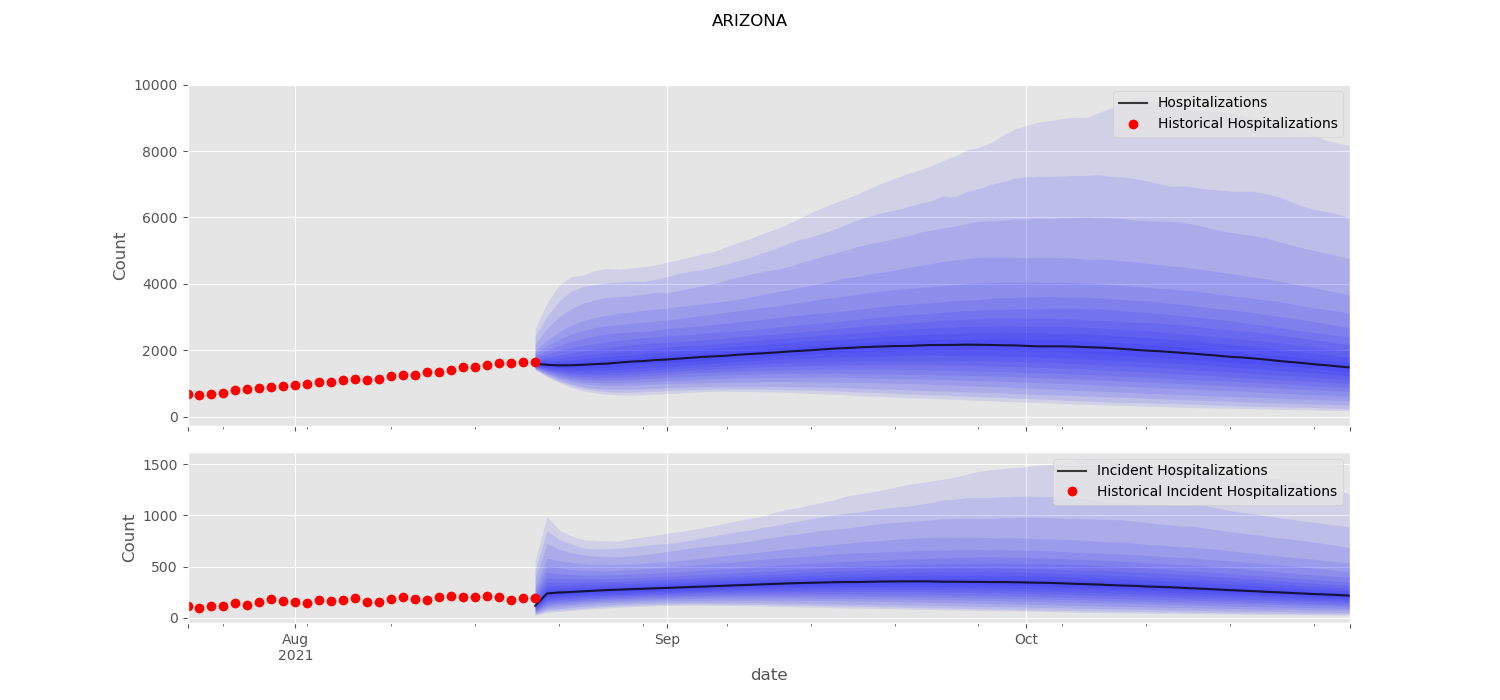 ARIZONA
10000
8000
6000
4000
2000
0
Count
Hospitalizations
Historical Hospitalizations
1500
1000
500
0
Count
Incident Hospitalizations
Historical Incident Hospitalizations
Aug
2021
Sep
Oct
date